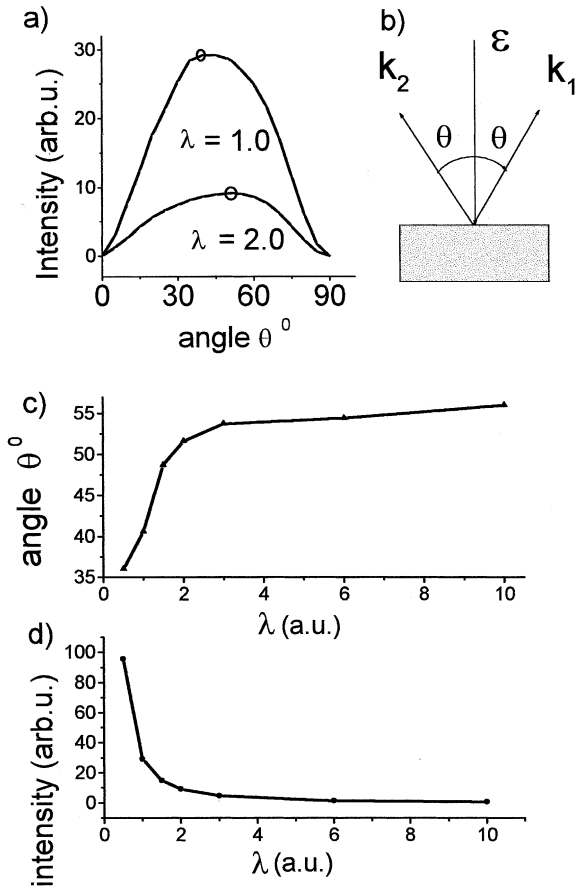 a)
Intensity (arb.u.)
30
20
10
0
λ = 1.0
λ = 2.0
0 30 60 90
angle θ⁰
b)
ε
k₂
k₁
θ θ
c)
angle θ⁰
55
50
45
40
35
0 2 4 6 8 10
λ (a.u.)
d)
intensity (arb.u.)
100
80
60
40
20
0
0 2 4 6 8 10
λ (a.u.)